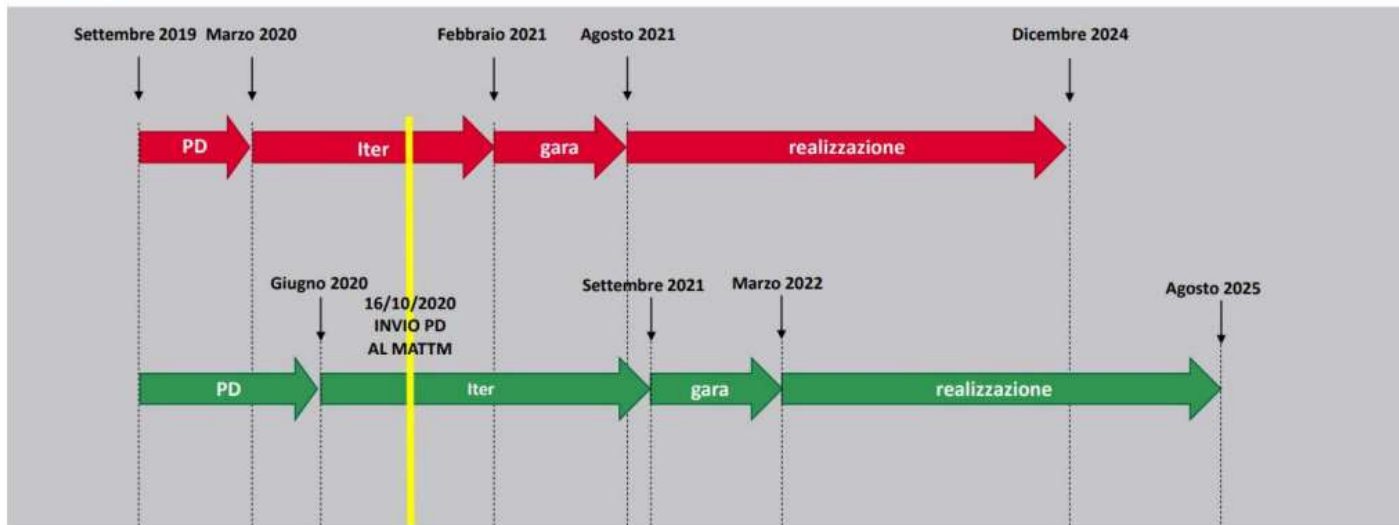 Settembre 2019 Marzo 2020 Febbraio 2021 Agosto 2021 Dicembre 2024
PD Iter gara realizzazione
Giugno 2020 Settembre 2021 Marzo 2022 Agosto 2025
16/10/2020
INVIO PD
AL MATTM
PD Iter gara realizzazione